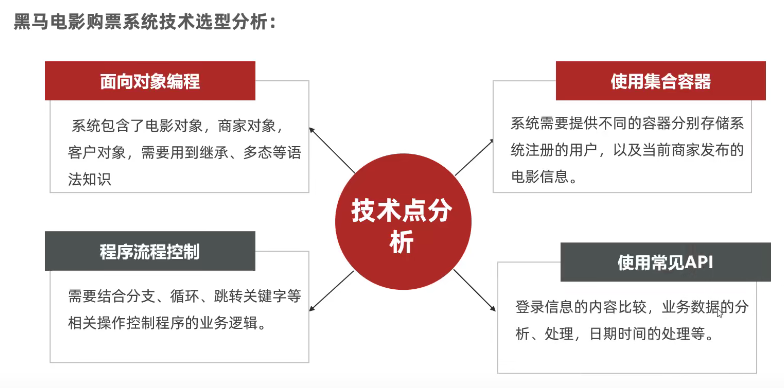 黑马电影购票系统技术选型分析：
面向对象编程
系统包含了电影对象，商家对象，
客户对象，需要用到继承、多态等语
法知识
使用集合容器
系统需要提供不同的容器分别存储系
统注册的用户，以及当前商家发布的
电影信息。
技术点分
析
程序流程控制
需要结合分支、循环、跳转关键字等
相关操作控制程序的业务逻辑。
使用常见API
登录信息的内容比较，业务数据的分
析、处理，日期时间的处理等。